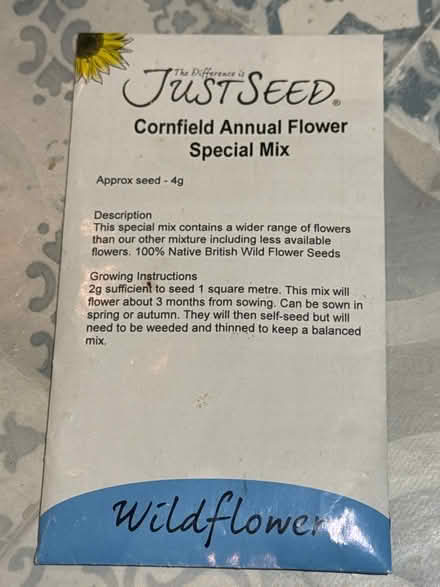 The Difference is
JUST SEED®
Cornfield Annual Flower
Special Mix
Approx seed - 4g
Description
This special mix contains a wider range of flowers
than our other mixture including less available
flowers. 100% Native British Wild Flower Seeds
Growing Instructions
2g sufficient to seed 1 square metre. This mix will
flower about 3 months from sowing. Can be sown in
spring or autumn. They will then self-seed but will
need to be weeded and thinned to keep a balanced
mix.
Wildflower